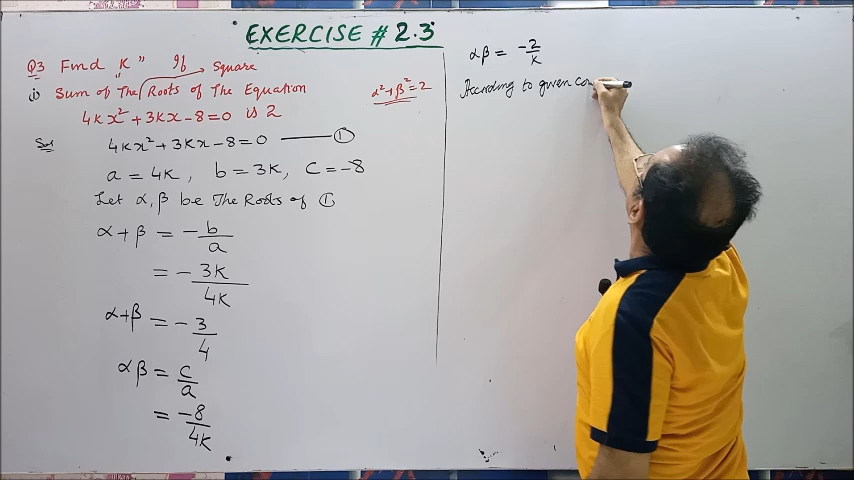 EXERCISE # 2.3
Q3 Find "K" If Square
i) Sum of The Roots of The Equation
4Kx² + 3Kx - 8 = 0 is 2
α² + β² = 2
Sol 4Kx² + 3Kx - 8 = 0 ——— ①
a = 4K , b = 3K , C = -8
Let α, β be The Roots of ①
α + β = - b/a
= - 3K/4K
α + β = - 3/4
αβ = c/a
= -8/4K
αβ = -2/K
According to given con